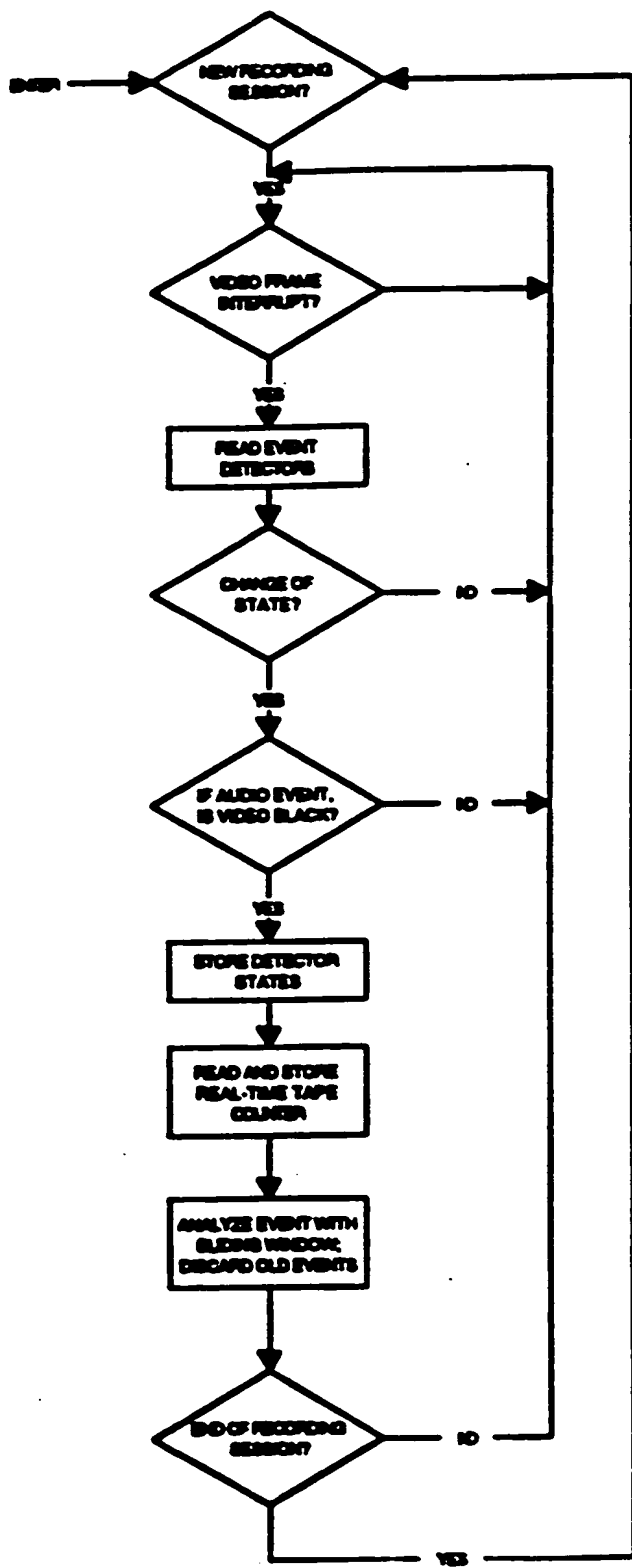 ENTER
NEW RECORDING
SESSION?
YES
VIDEO FRAME
INTERRUPT?
YES
READ EVENT
DETECTORS
CHANGE OF
STATE?
NO
YES
IF AUDIO EVENT,
IS VIDEO BLACK?
NO
YES
STORE DETECTOR
STATES
READ AND STORE
REAL-TIME TAPE
COUNTER
ANALYZE EVENT WITH
SLIDING WINDOW;
DISCARD OLD EVENTS
END OF RECORDING
SESSION?
NO
YES